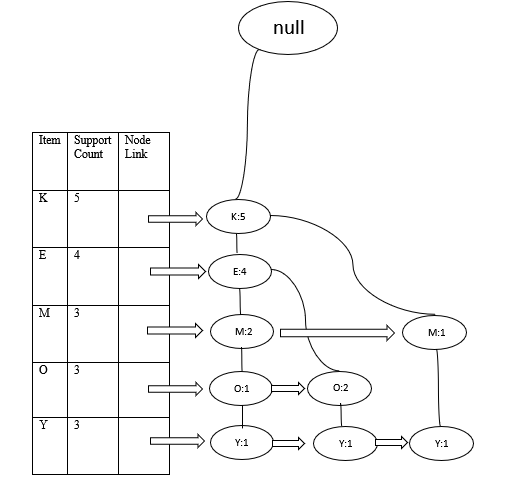 null
Item Support Count Node Link
K 5
K:5
E 4
E:4
M 3
M:2 M:1
O 3
O:1 O:2
Y 3
Y:1 Y:1 Y:1